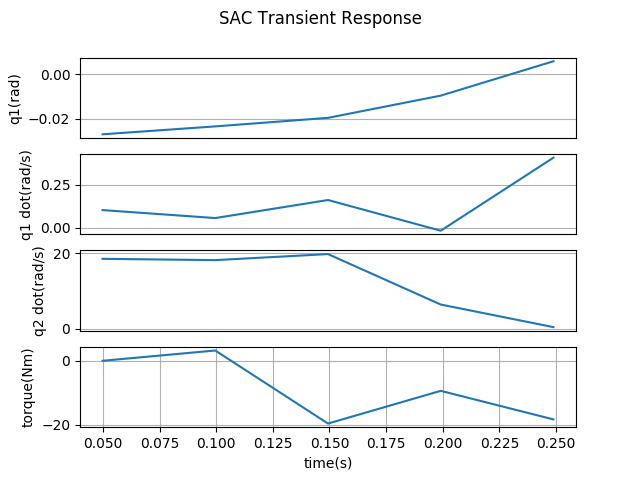 SAC Transient Response
q1(rad)
0.00
−0.02
q1 dot(rad/s)
0.25
0.00
q2 dot(rad/s)
20
0
torque(Nm)
0
−20
0.050 0.075 0.100 0.125 0.150 0.175 0.200 0.225 0.250
time(s)